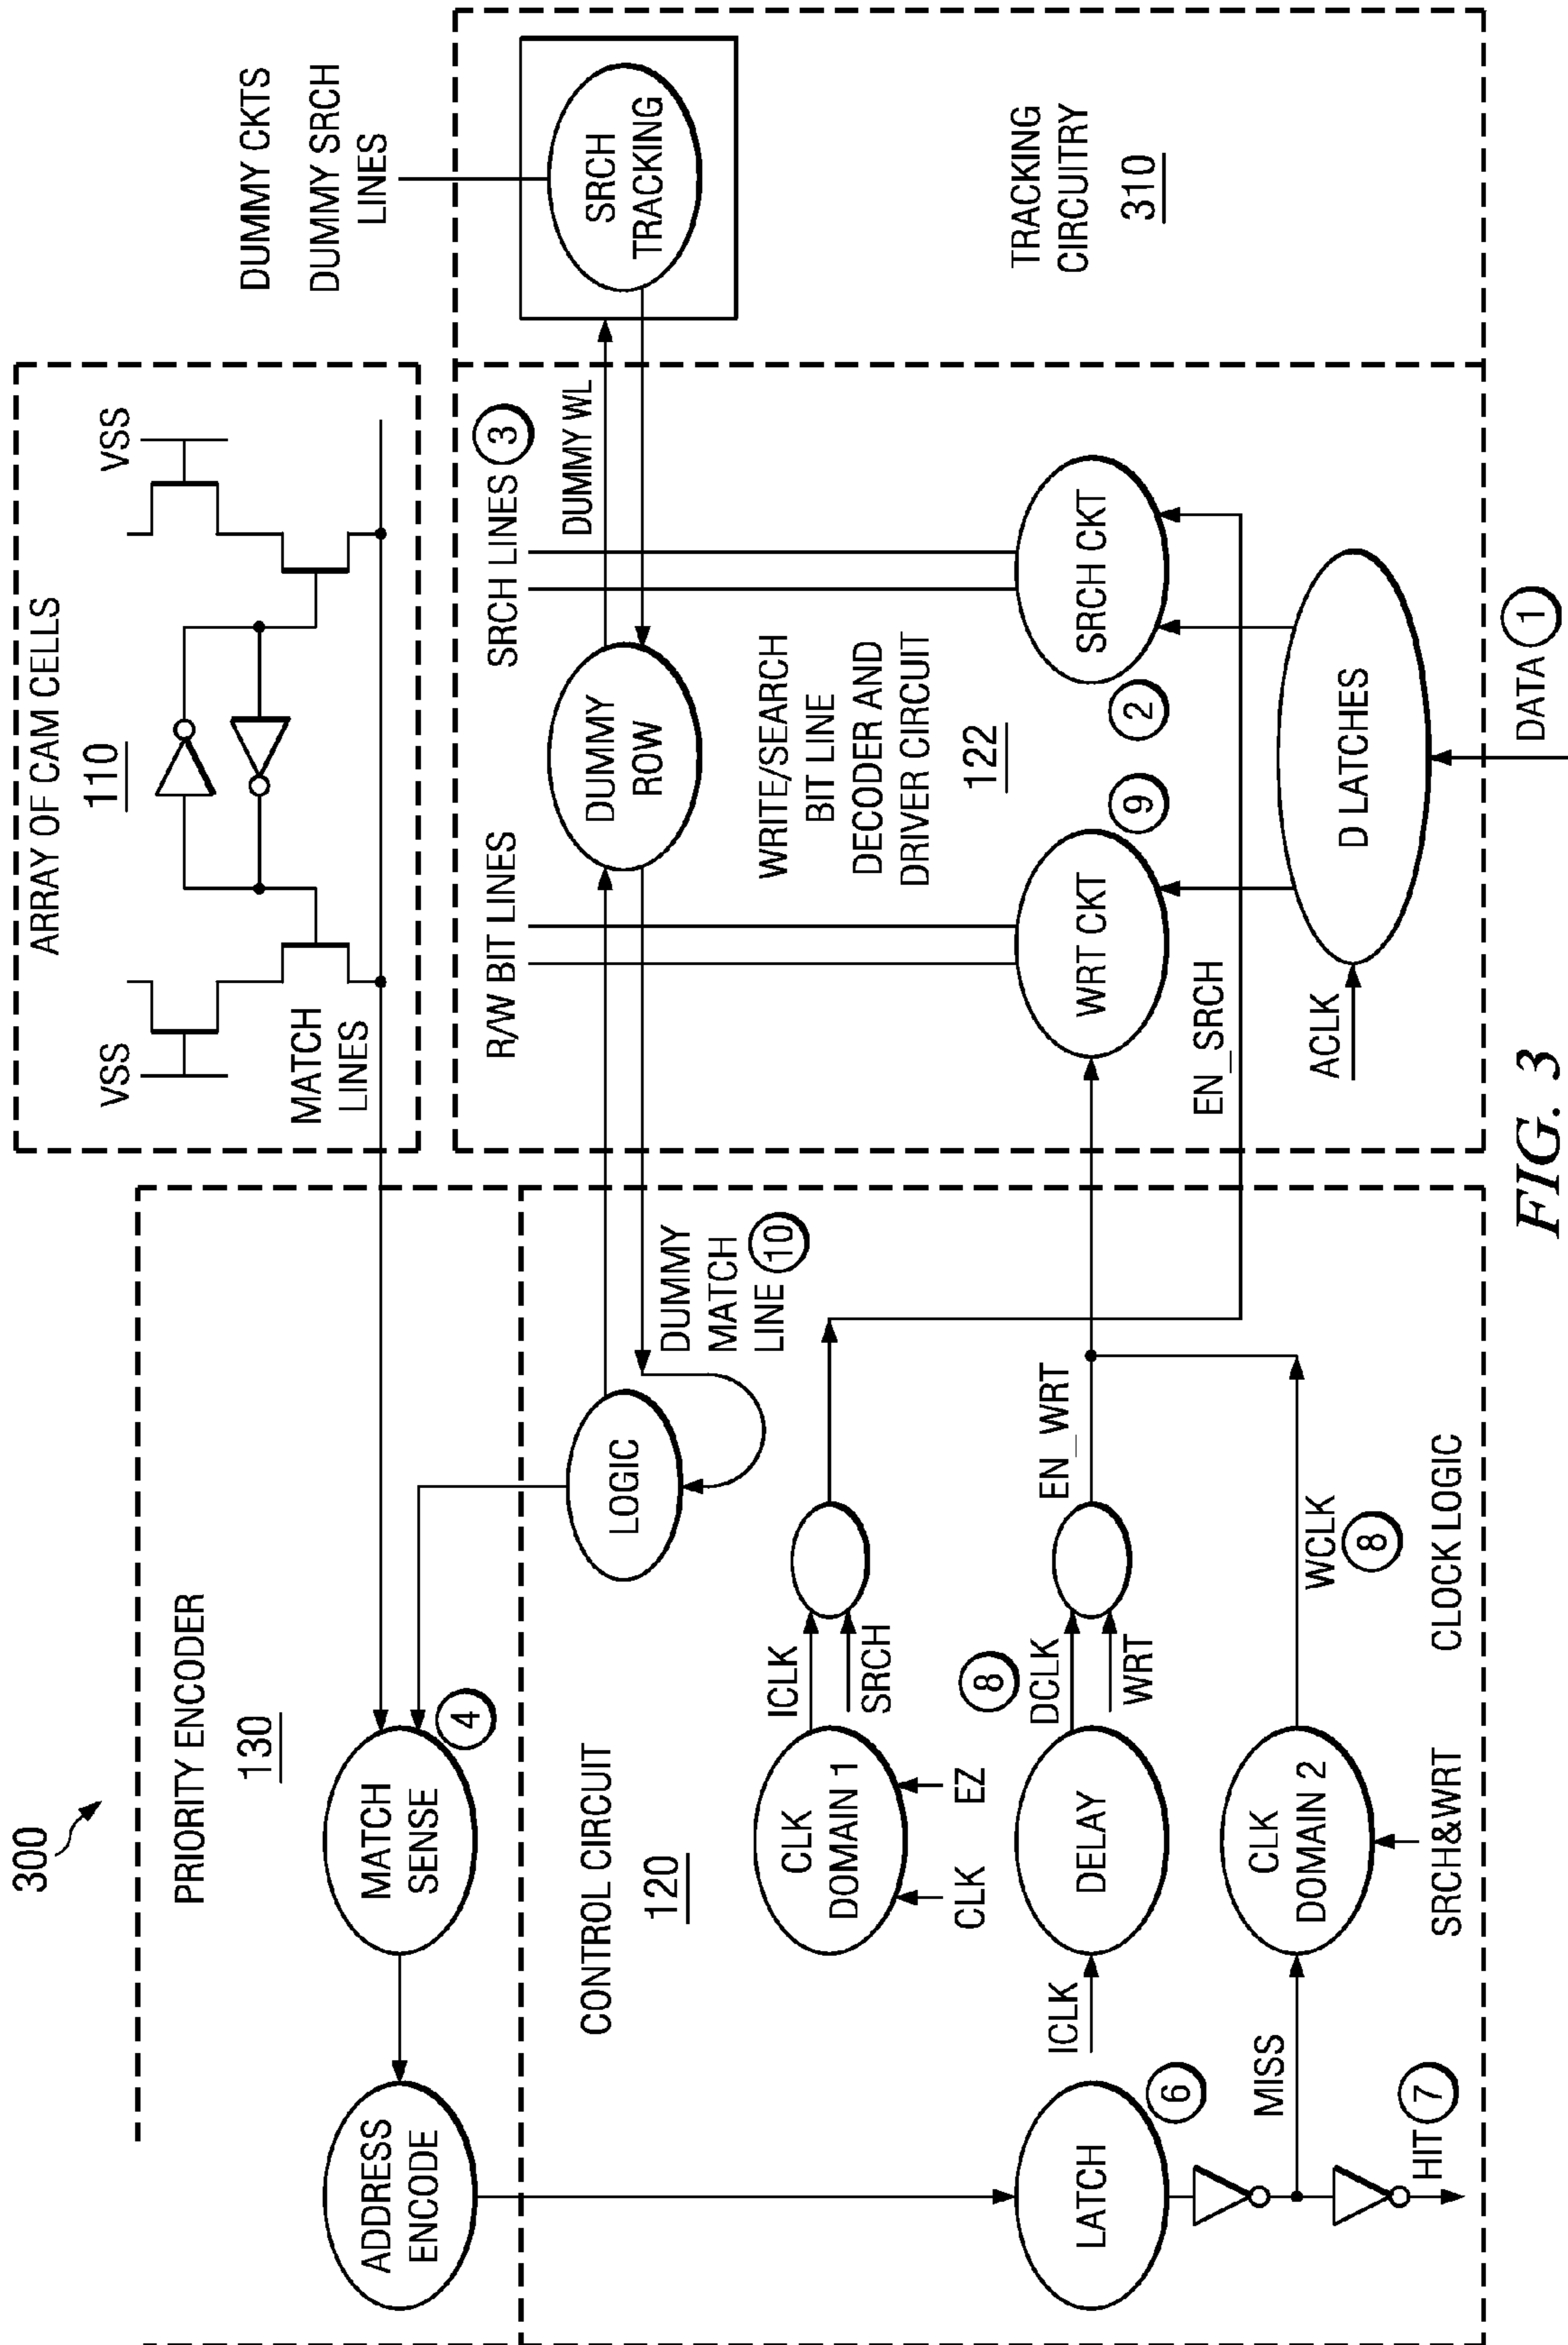 300
PRIORITY ENCODER
130
ADDRESS
ENCODE
MATCH
SENSE
4
ARRAY OF CAM CELLS
110
VSS
VSS
MATCH
LINES
DUMMY CKTS
DUMMY SRCH
LINES
CONTROL CIRCUIT
120
LOGIC
DUMMY
MATCH
LINE 10
CLK
DOMAIN 1
CLK
EZ
ICLK
SRCH
ICLK
DELAY
8
DCLK
WRT
EN_WRT
LATCH
6
MISS
HIT 7
CLK
DOMAIN 2
SRCH&WRT
WCLK
8
CLOCK LOGIC
R/W BIT LINES
SRCH LINES 3
DUMMY WL
DUMMY
ROW
WRITE/SEARCH
BIT LINE
DECODER AND
DRIVER CIRCUIT
122
WRT CKT
9
2
SRCH CKT
EN_SRCH
ACLK
D LATCHES
DATA 1
SRCH
TRACKING
TRACKING
CIRCUITRY
310
FIG. 3